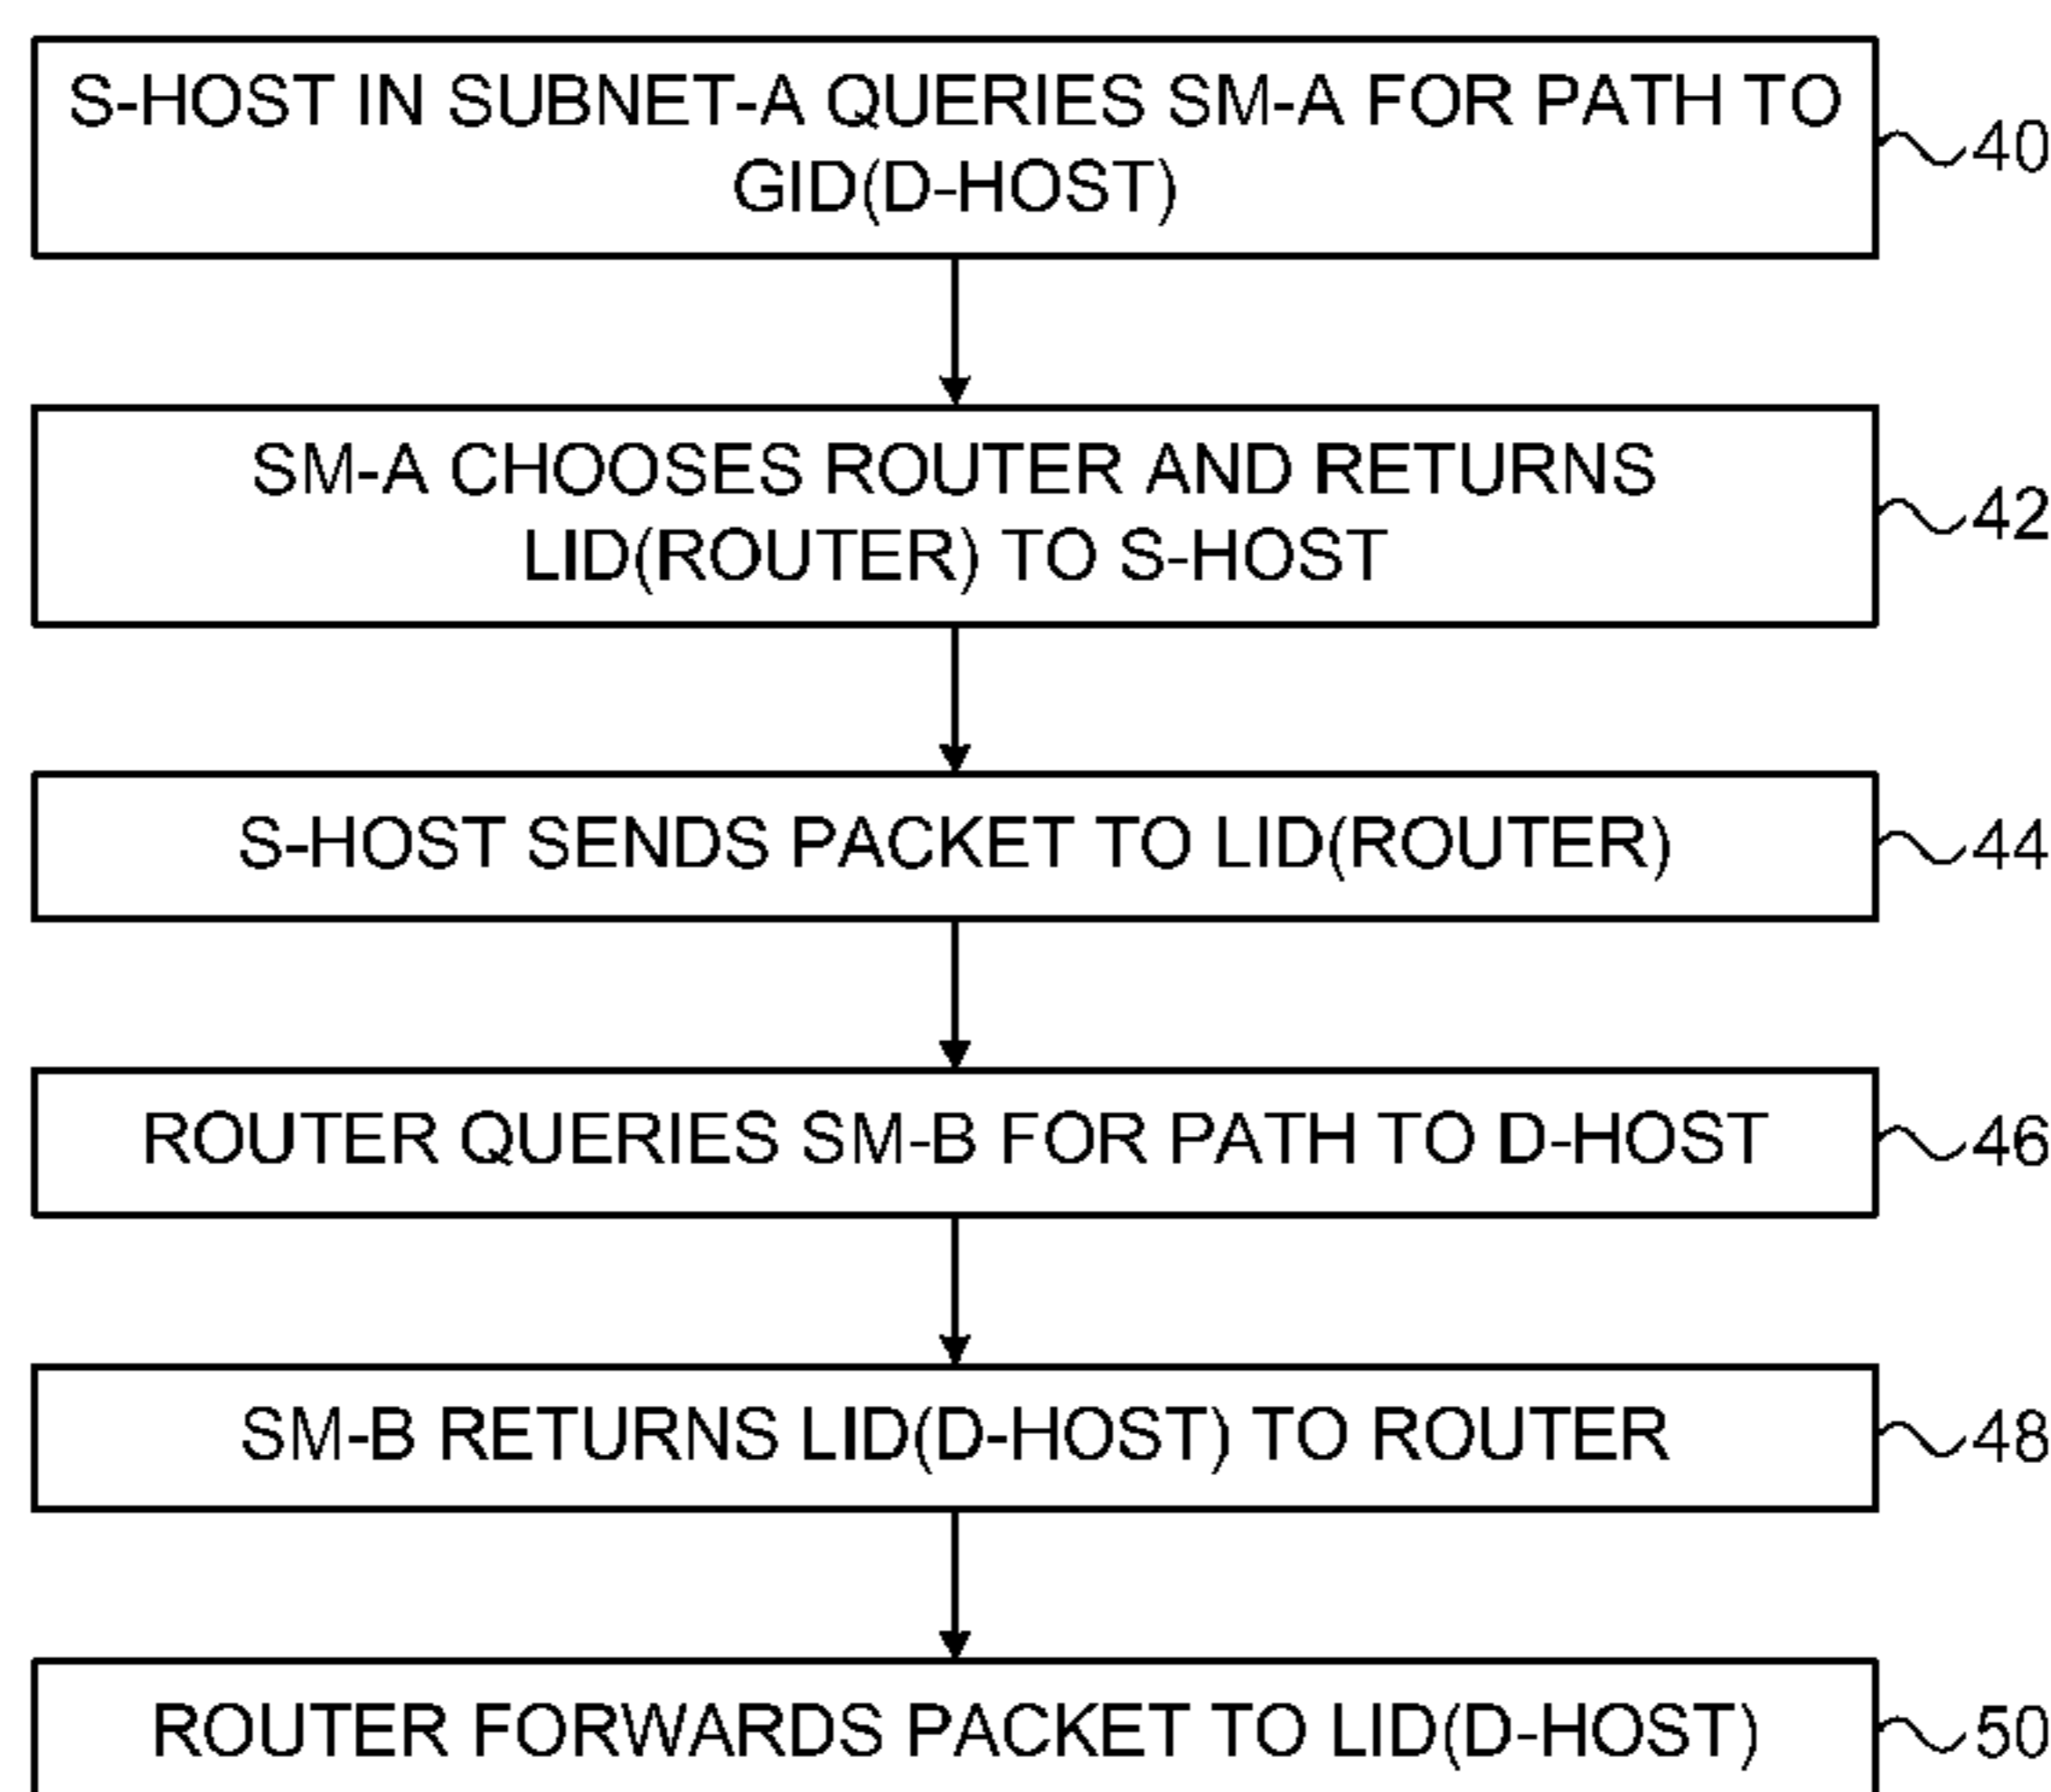 S-HOST IN SUBNET-A QUERIES SM-A FOR PATH TO
GID(D-HOST)
40
SM-A CHOOSES ROUTER AND RETURNS
LID(ROUTER) TO S-HOST
42
S-HOST SENDS PACKET TO LID(ROUTER)
44
ROUTER QUERIES SM-B FOR PATH TO D-HOST
46
SM-B RETURNS LID(D-HOST) TO ROUTER
48
ROUTER FORWARDS PACKET TO LID(D-HOST)
50